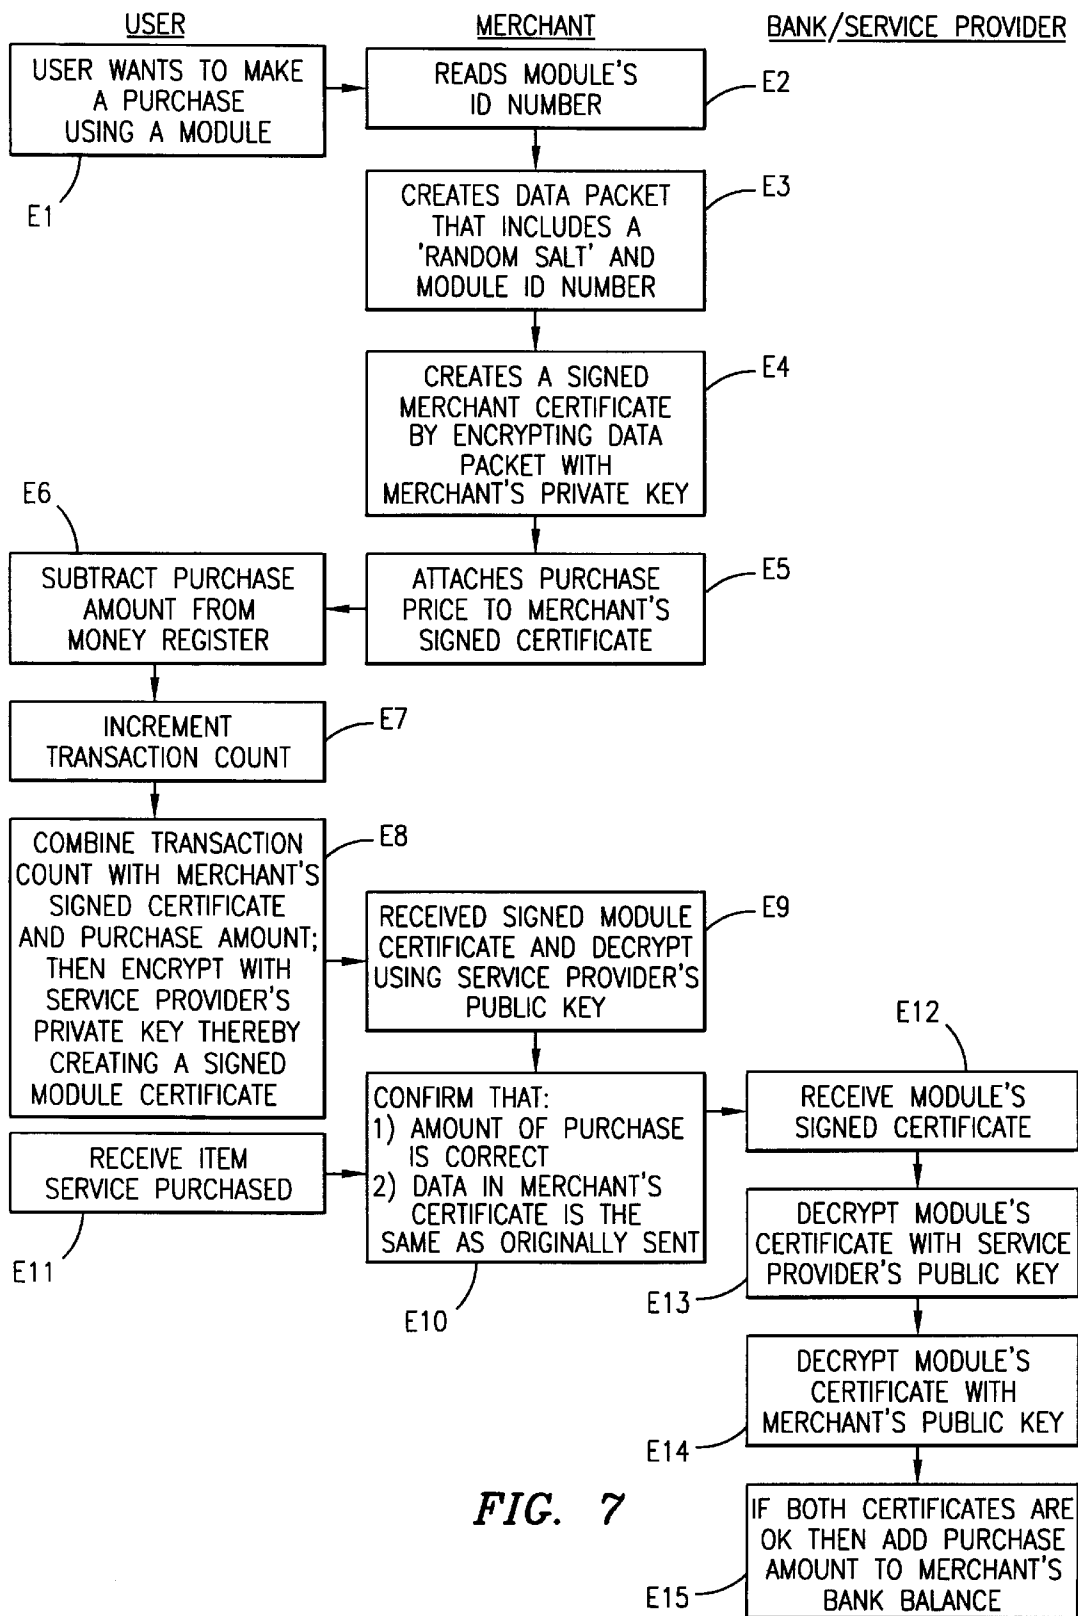 USER
MERCHANT
BANK/SERVICE PROVIDER
USER WANTS TO MAKE
A PURCHASE
USING A MODULE
E1
READS MODULE'S
ID NUMBER
E2
CREATES DATA PACKET
THAT INCLUDES A
'RANDOM SALT' AND
MODULE ID NUMBER
E3
CREATES A SIGNED
MERCHANT CERTIFICATE
BY ENCRYPTING DATA
PACKET WITH
MERCHANT'S PRIVATE KEY
E4
ATTACHES PURCHASE
PRICE TO MERCHANT'S
SIGNED CERTIFICATE
E5
E6
SUBTRACT PURCHASE
AMOUNT FROM
MONEY REGISTER
INCREMENT
TRANSACTION COUNT
E7
COMBINE TRANSACTION
COUNT WITH MERCHANT'S
SIGNED CERTIFICATE
AND PURCHASE AMOUNT;
THEN ENCRYPT WITH
SERVICE PROVIDER'S
PRIVATE KEY THEREBY
CREATING A SIGNED
MODULE CERTIFICATE
E8
RECEIVED SIGNED MODULE
CERTIFICATE AND DECRYPT
USING SERVICE PROVIDER'S
PUBLIC KEY
E9
CONFIRM THAT:
1) AMOUNT OF PURCHASE
IS CORRECT
2) DATA IN MERCHANT'S
CERTIFICATE IS THE
SAME AS ORIGINALLY SENT
E10
RECEIVE ITEM
SERVICE PURCHASED
E11
E12
RECEIVE MODULE'S
SIGNED CERTIFICATE
DECRYPT MODULE'S
CERTIFICATE WITH SERVICE
PROVIDER'S PUBLIC KEY
E13
DECRYPT MODULE'S
CERTIFICATE WITH
MERCHANT'S PUBLIC KEY
E14
IF BOTH CERTIFICATES ARE
OK THEN ADD PURCHASE
AMOUNT TO MERCHANT'S
BANK BALANCE
E15
FIG. 7